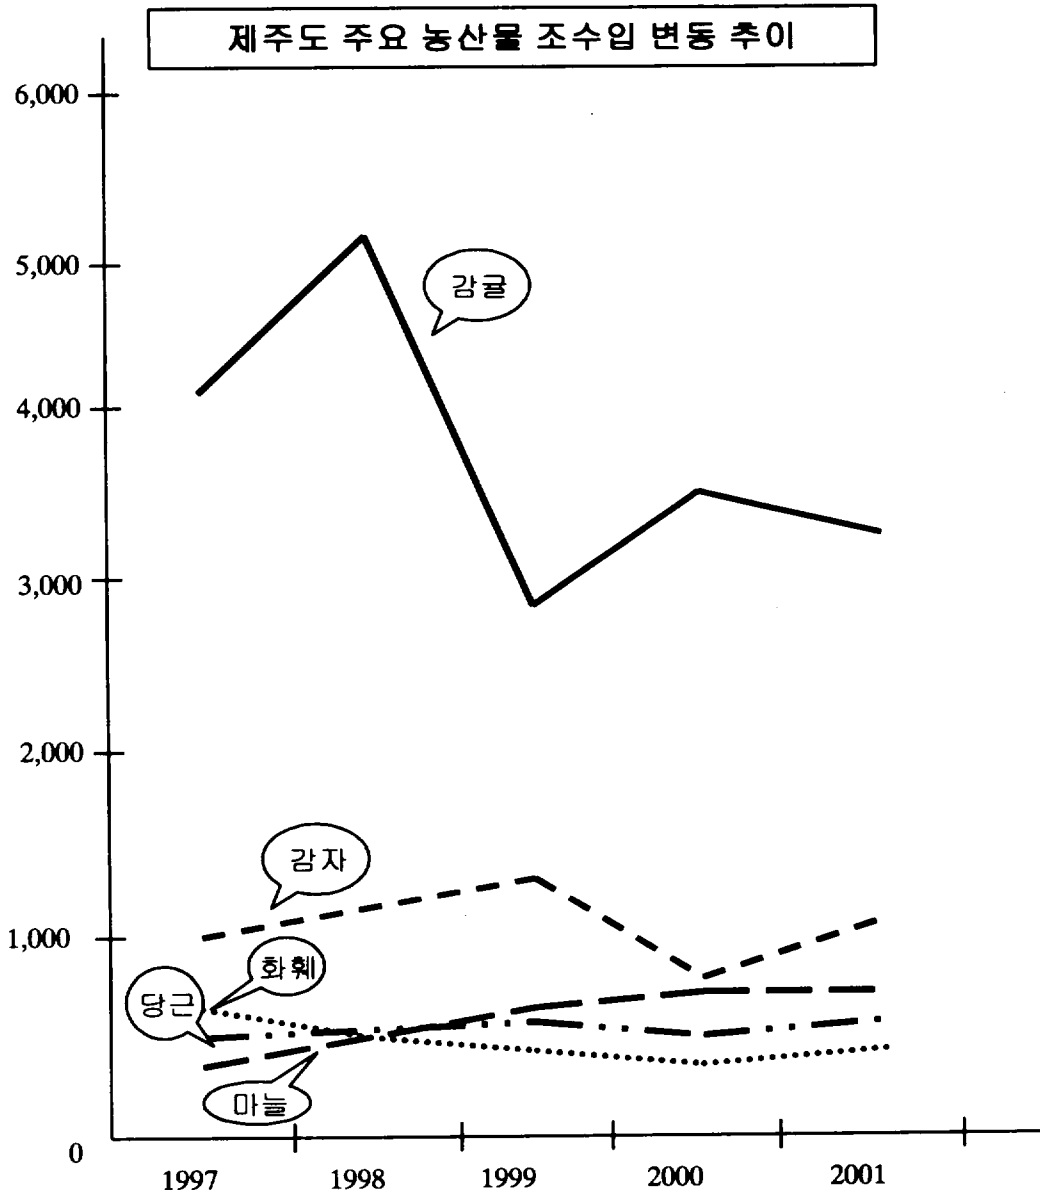 제주도 주요 농산물 조수입 변동 추이
6,000
5,000
감귤
4,000
3,000
2,000
감자
1,000
화훼
당근
마늘
0
1997 1998 1999 2000 2001